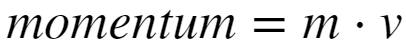 momentum = m · v